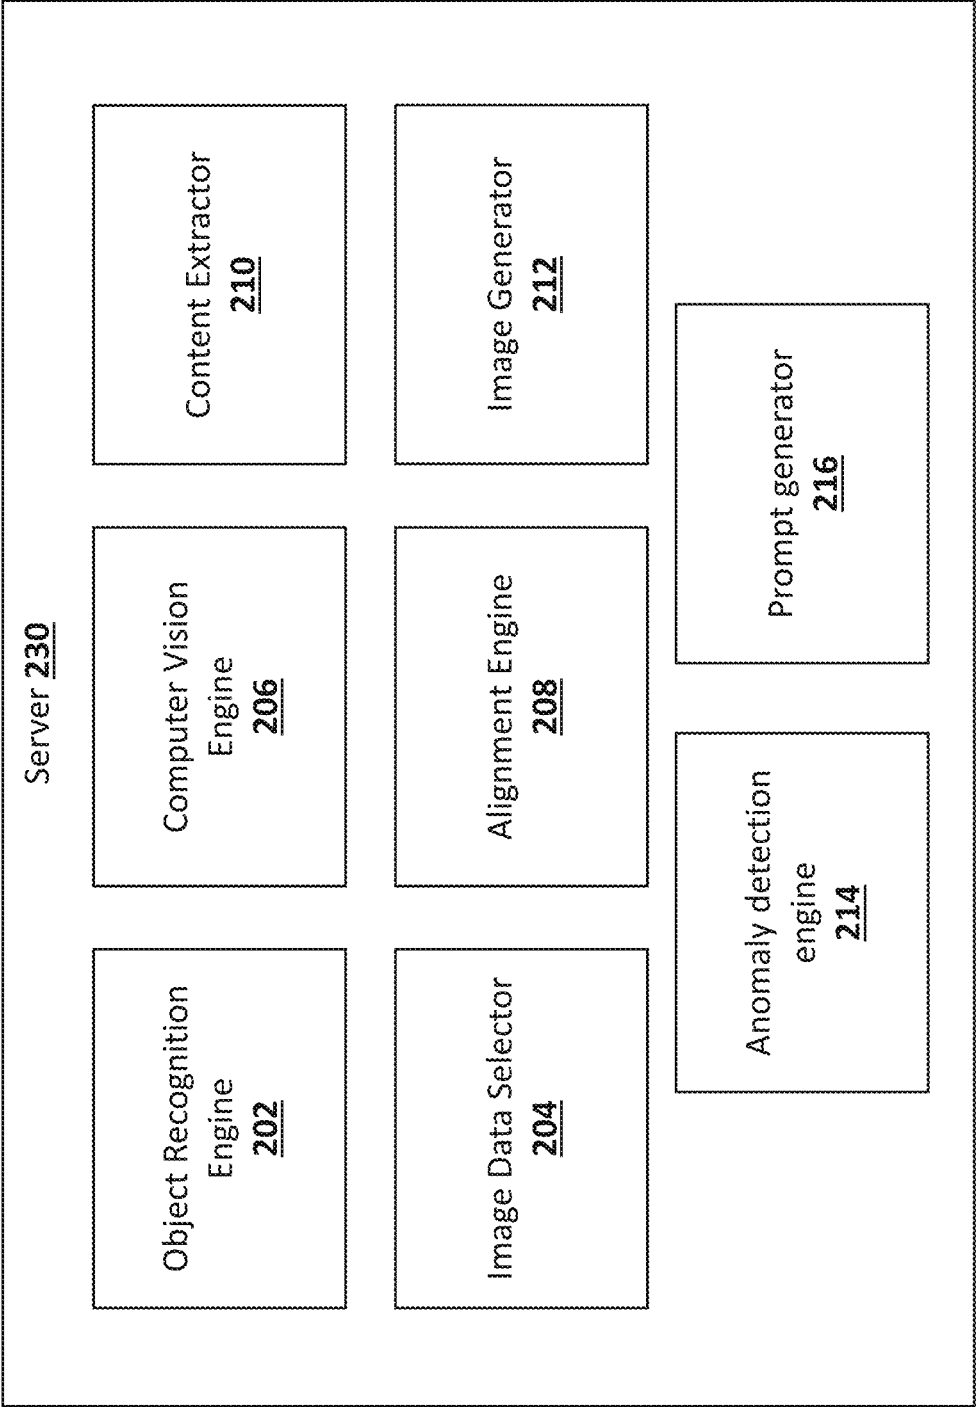 Server 230
Object Recognition
Engine
202
Computer Vision
Engine
206
Content Extractor
210
Image Data Selector
204
Alignment Engine
208
Image Generator
212
Anomaly detection
engine
214
Prompt generator
216